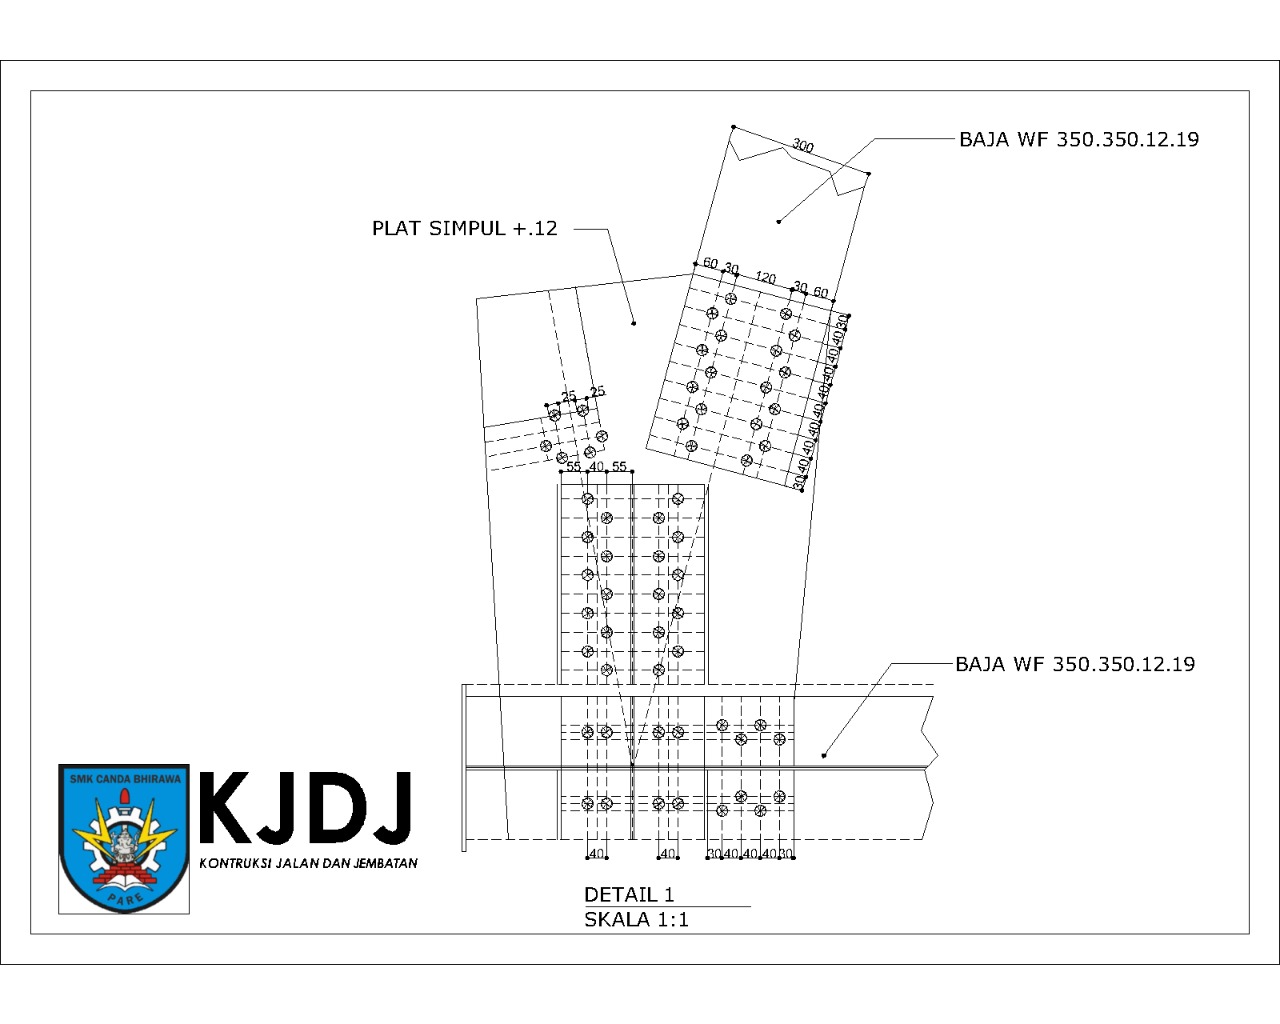 300
BAJA WF 350.350.12.19
PLAT SIMPUL +.12
60 30 120 30 60
30
40
40
40
40
40
40
40
30
25 25
55 40 55
BAJA WF 350.350.12.19
SMK CANDA BHIRAWA
PARE
KJDJ
KONTRUKSI JALAN DAN JEMBATAN
40 40 30 40 40 40 30
DETAIL 1
SKALA 1:1